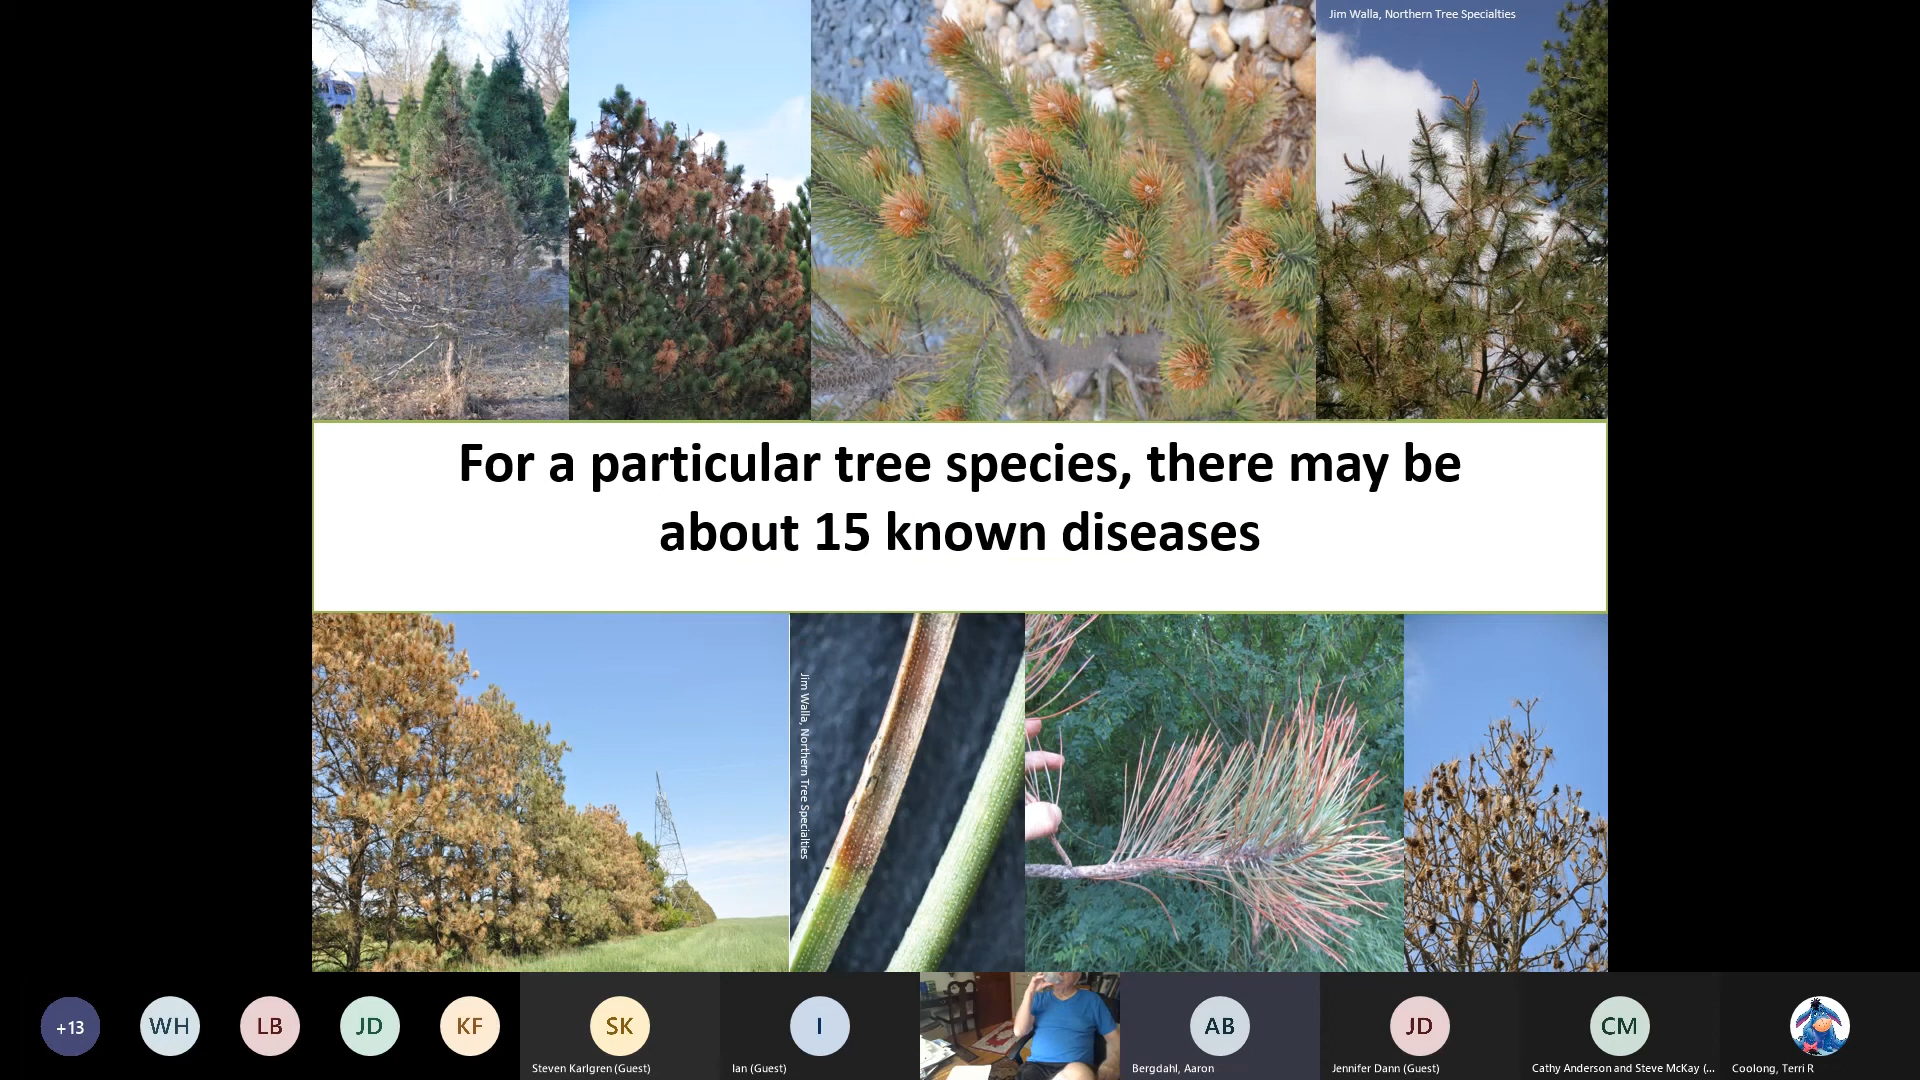 Jim Walla, Northern Tree Specialties
For a particular tree species, there may be
about 15 known diseases
Jim Walla, Northern Tree Specialties
+13
WH
LB
JD
KF
SK
Steven Karlgren (Guest)
I
Ian (Guest)
AB
Bergdahl, Aaron
JD
Jennifer Dann (Guest)
CM
Cathy Anderson and Steve McKay (...
Coolong, Terri R